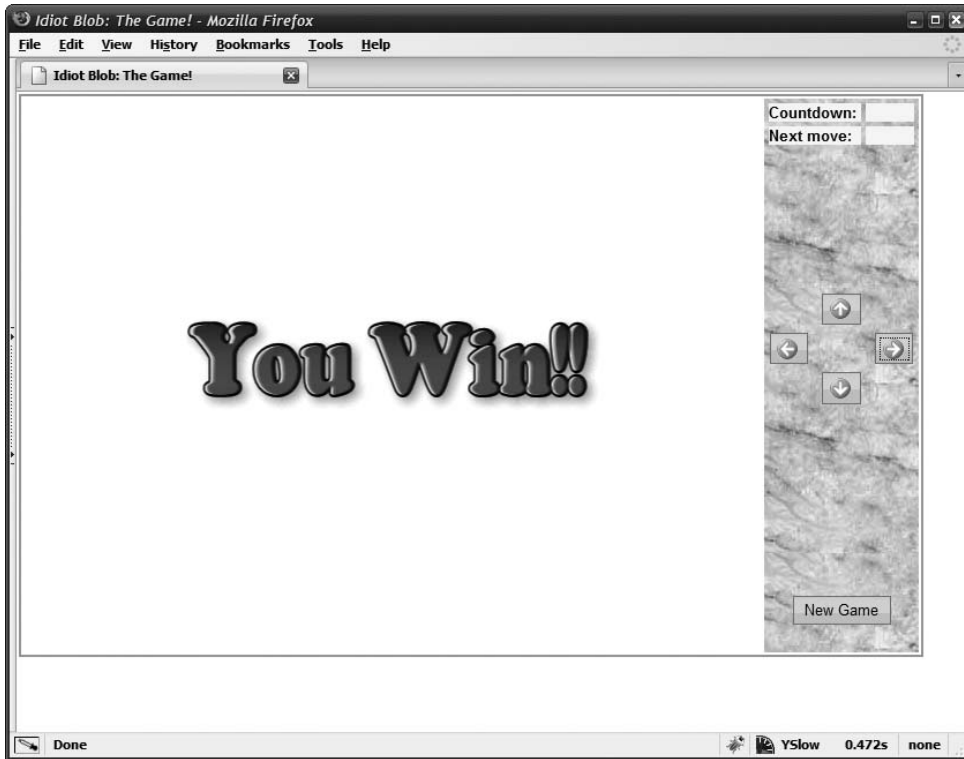 Idiot Blob: The Game! - Mozilla Firefox
File Edit View History Bookmarks Tools Help
Idiot Blob: The Game!
Countdown:
Next move:
You Win!!
New Game
Done YSlow 0.472s none